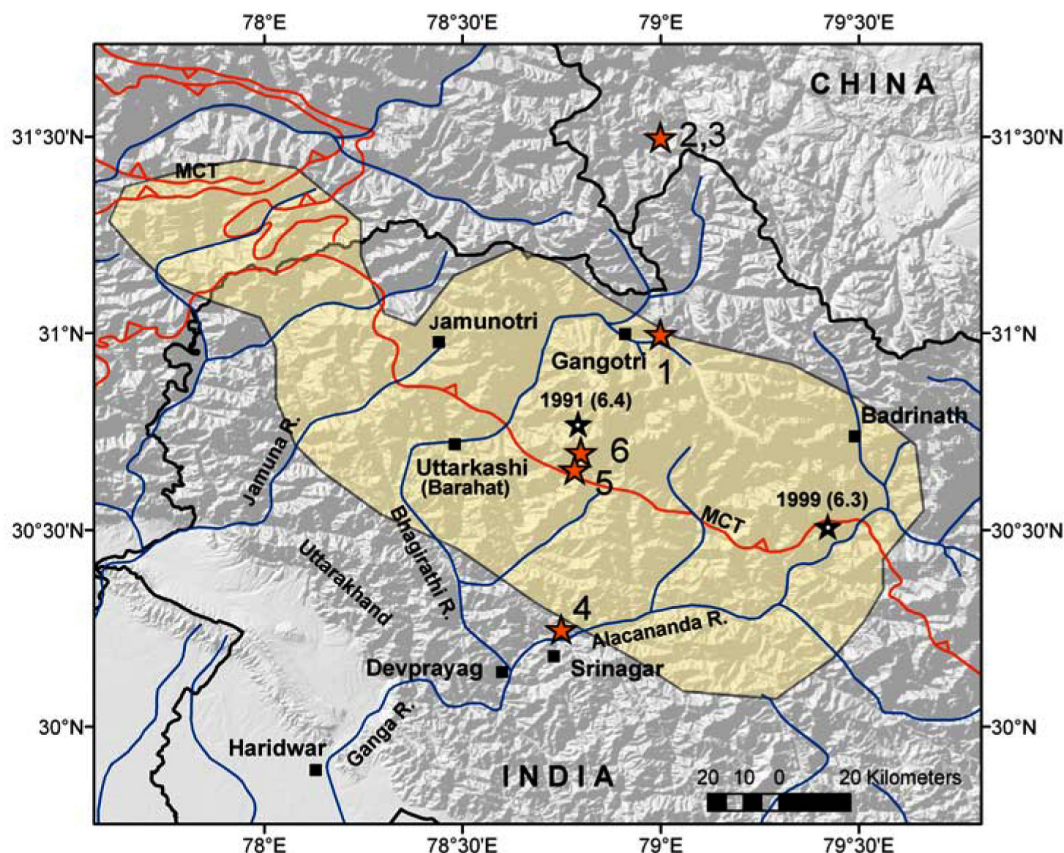 78°E
78°30'E
79°E
79°30'E
CHINA
31°30'N
2,3
31°30'N
MCT
31°N
Jamunotri
31°N
Gangotri
1
1991 (6.4)
Badrinath
Jamuna R.
6
Uttarkashi
(Barahat)
5
1999 (6.3)
MCT
30°30'N
30°30'N
Bhagirathi R.
Uttarakhand
4
Alacananda R.
Devprayag
Srinagar
30°N
30°N
Ganga R.
Haridwar
INDIA
20 10 0 20 Kilometers
78°E
78°30'E
79°E
79°30'E